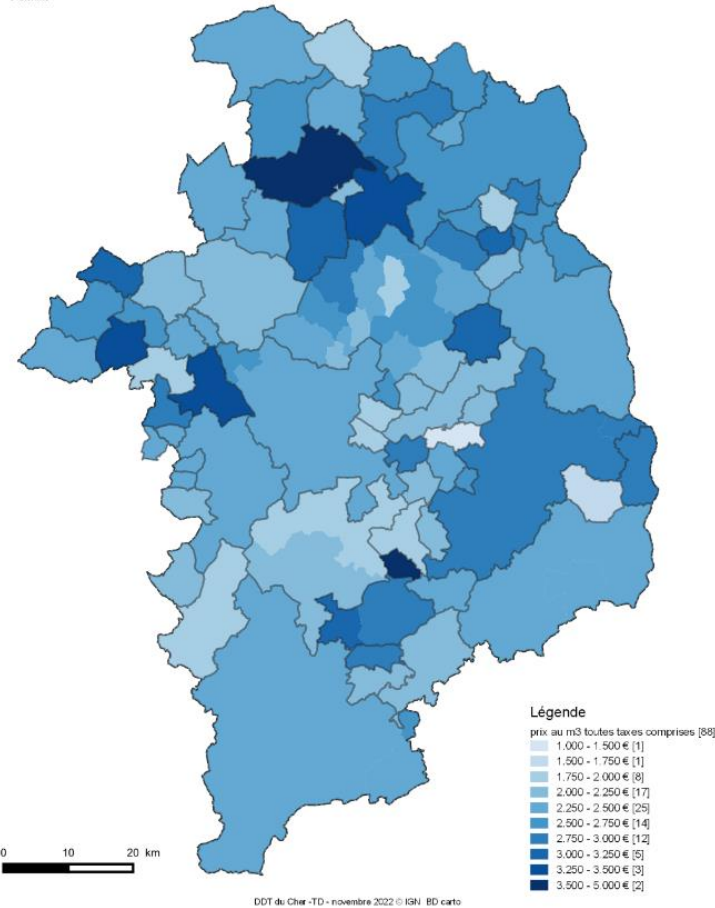 Légende
prix au m3 toutes taxes comprises [88]
1.000 - 1.500 € [1]
1.500 - 1.750 € [1]
1.750 - 2.000 € [8]
2.000 - 2.250 € [17]
2.250 - 2.500 € [25]
2.500 - 2.750 € [14]
2.750 - 3.000 € [12]
3.000 - 3.250 € [5]
3.250 - 3.500 € [3]
3.500 - 5.000 € [2]
0 10 20 km
DDT du Cher -TD - novembre 2022 © IGN BD carto